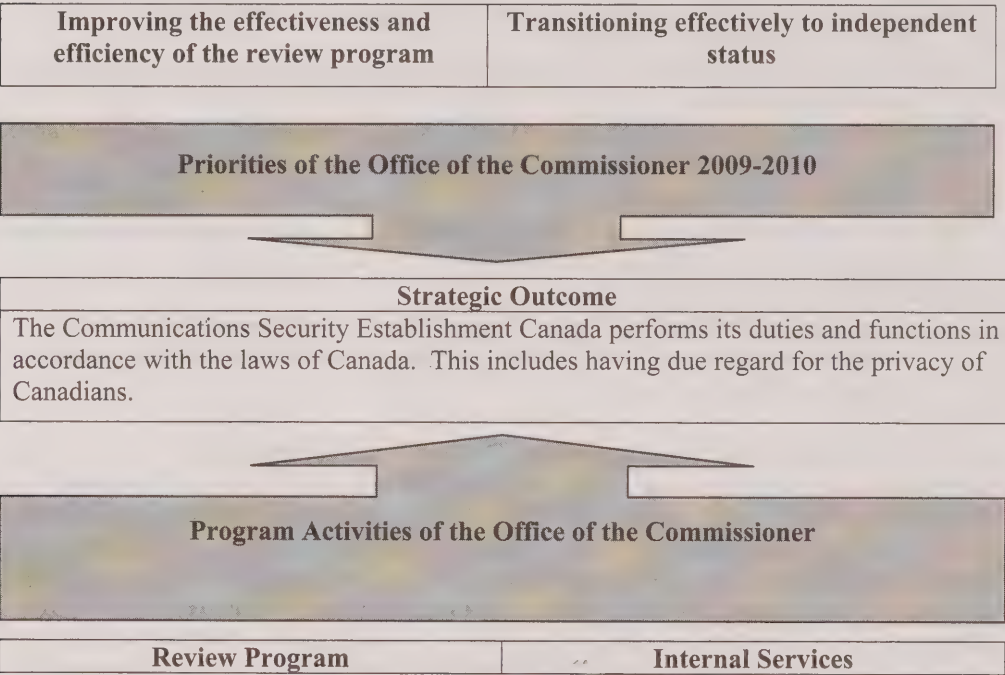 Improving the effectiveness and
efficiency of the review program
Transitioning effectively to independent
status
Priorities of the Office of the Commissioner 2009-2010
Strategic Outcome
The Communications Security Establishment Canada performs its duties and functions in
accordance with the laws of Canada. This includes having due regard for the privacy of
Canadians.
Program Activities of the Office of the Commissioner
Review Program
Internal Services